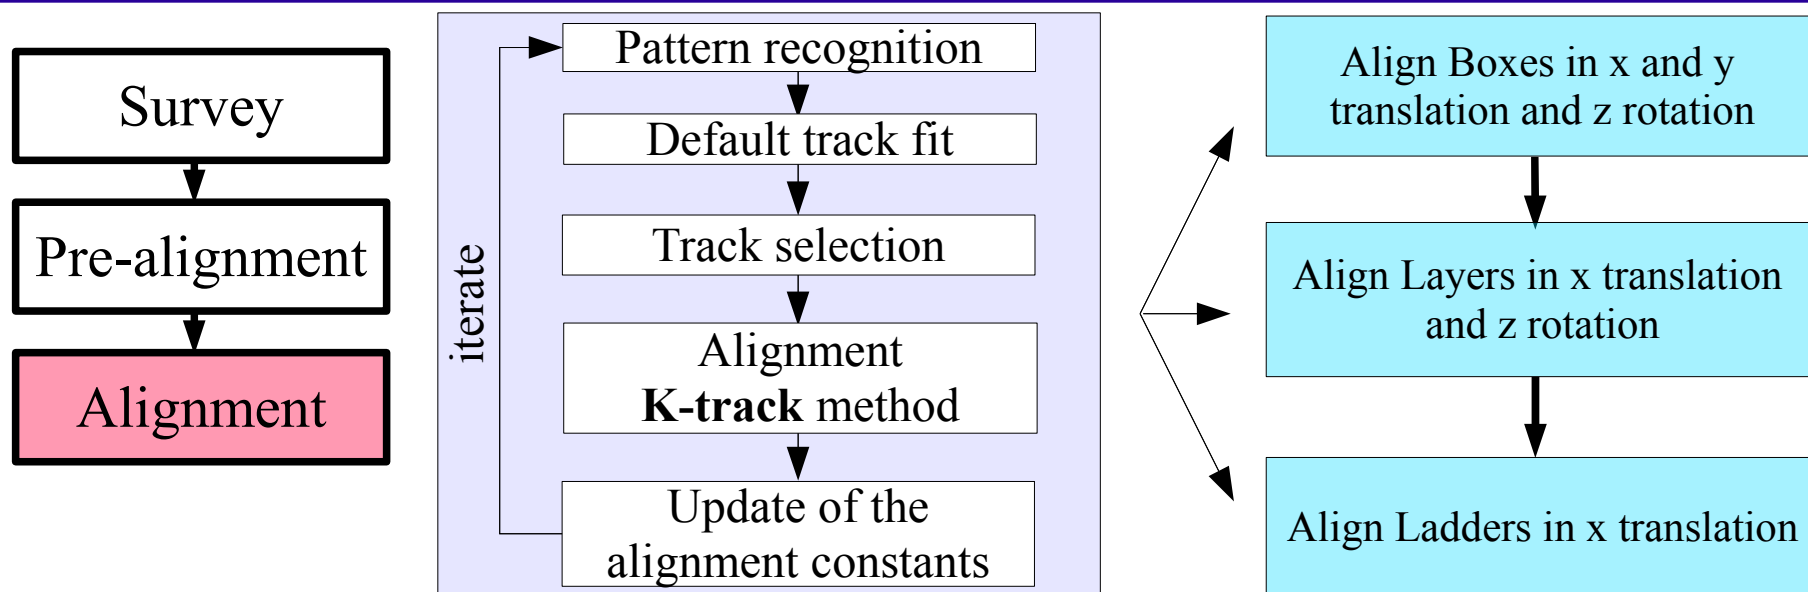 Survey
Pre-alignment
Alignment
iterate
Pattern recognition
Default track fit
Track selection
Alignment
K-track method
Update of the
alignment constants
Align Boxes in x and y
translation and z rotation
Align Layers in x translation
and z rotation
Align Ladders in x translation